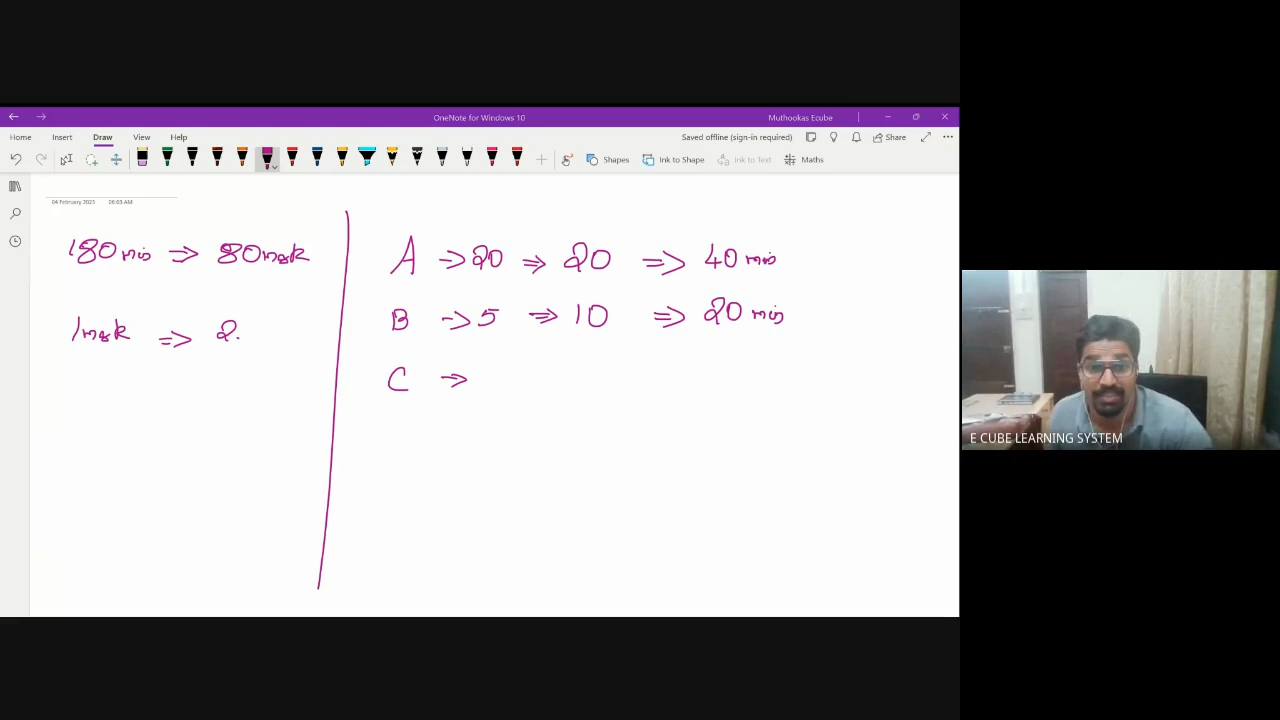 OneNote for Windows 10
Muthookas Ecube
Home Insert Draw View Help
Saved offline (sign-in required)
Share
Shapes
Ink to Shape
Ink to Text
Maths
04 February 2023 06:03 AM
180 min ⇒ 80 mark
1 mark ⇒ 2.
A → 20 ⇒ 20 ⇒ 40 min
B → 5 ⇒ 10 ⇒ 20 min
C →
E CUBE LEARNING SYSTEM